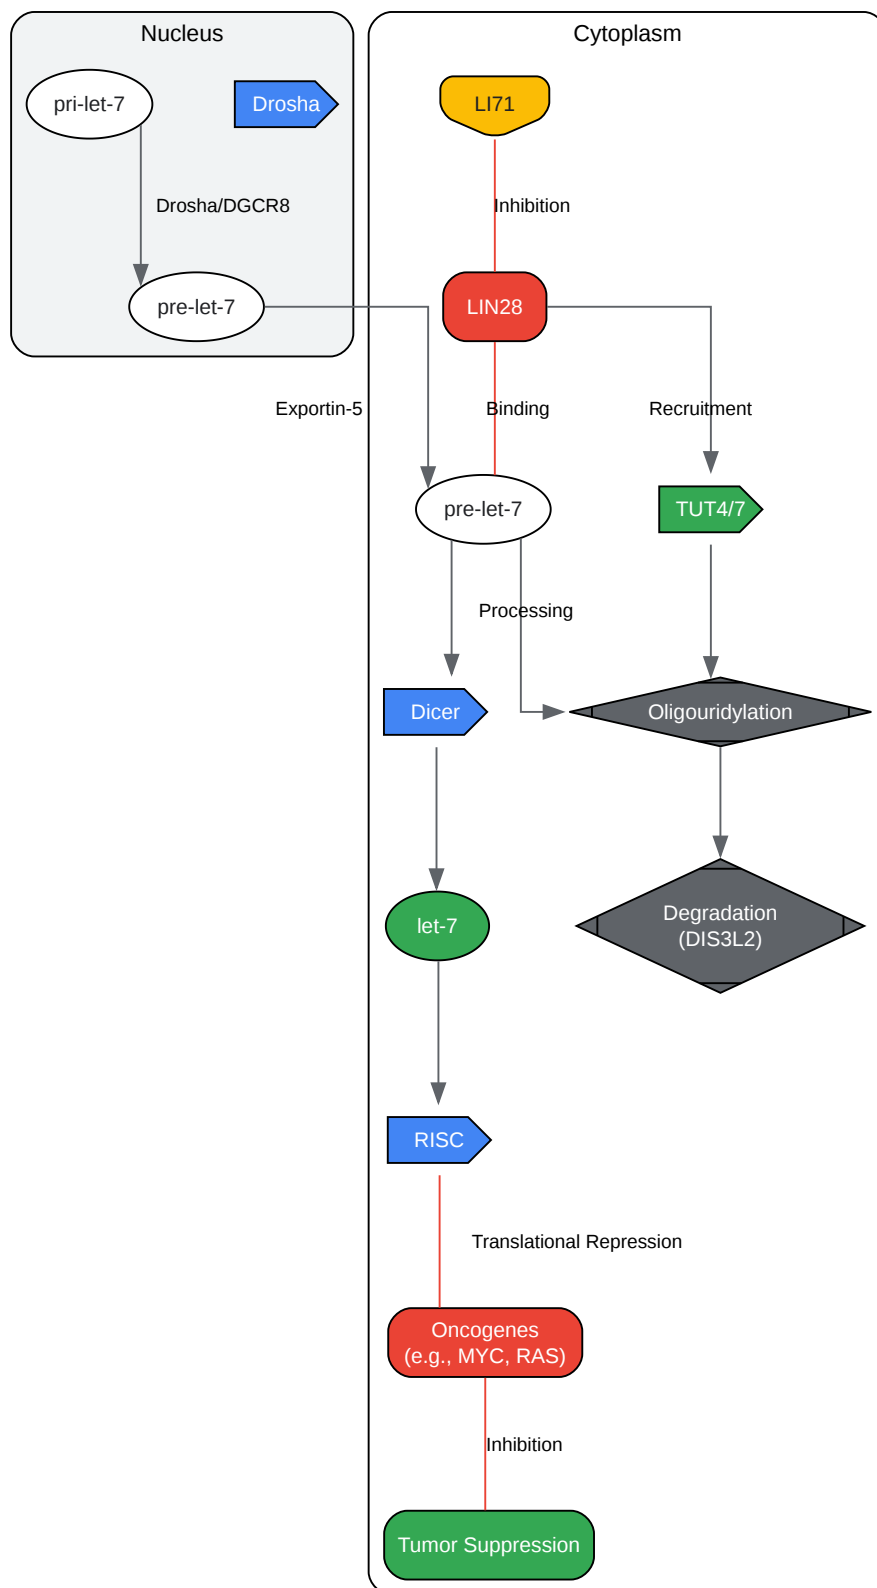 Nucleus
Cytoplasm
pri-let-7
Drosha
LI71
Drosha/DGCR8
Inhibition
pre-let-7
LIN28
Exportin-5
Binding
Recruitment
pre-let-7
TUT4/7
Processing
Dicer
Oligouridylation
let-7
Degradation
(DIS3L2)
RISC
Translational Repression
Oncogenes
(e.g., MYC, RAS)
Inhibition
Tumor Suppression